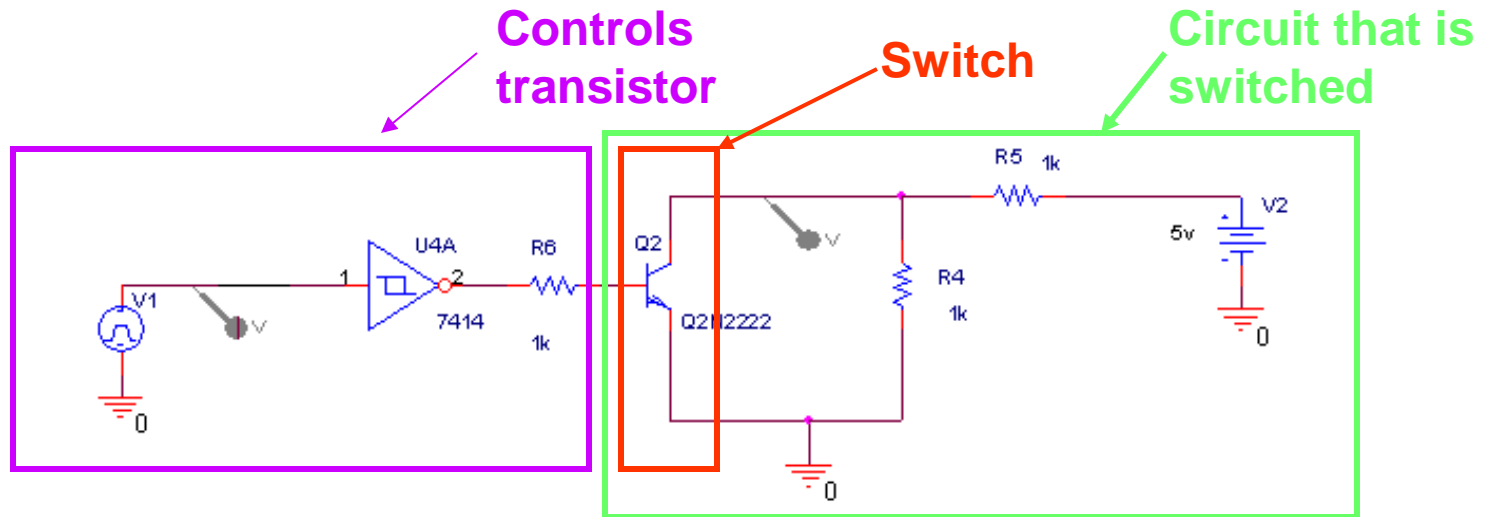 Controls
transistor
Switch
Circuit that is
switched
V1
V
0
1
U4A
2
7414
R6
1k
Q2
Q2N2222
V
R5
1k
R4
1k
5v
V2
0
0